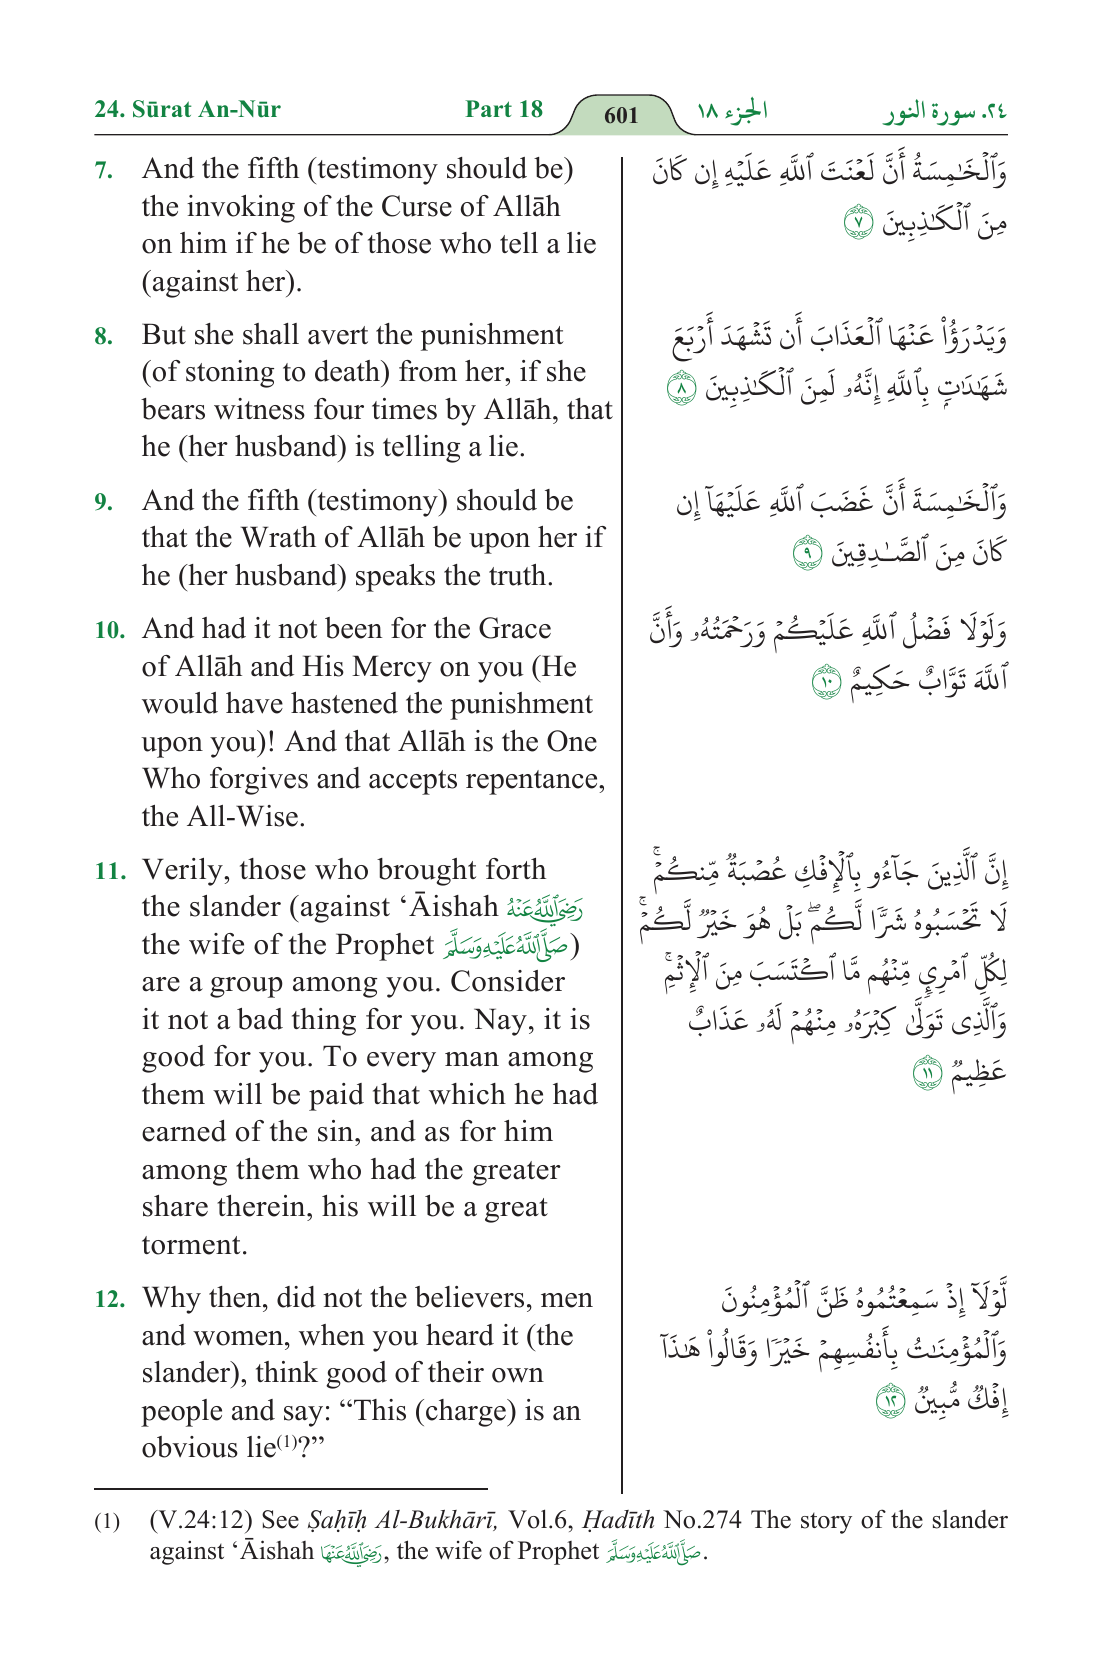 24. Sūrat An-Nūr
Part 18
601
الجزء ١٨
٢٤. سورة النور
7. And the fifth (testimony should be)
the invoking of the Curse of Allāh
on him if he be of those who tell a lie
(against her).
وَٱلْخَـٰمِسَةُ أَنَّ لَعْنَتَ ٱللَّهِ عَلَيْهِ إِن كَانَ
مِنَ ٱلْكَـٰذِبِينَ ٧
8. But she shall avert the punishment
(of stoning to death) from her, if she
bears witness four times by Allāh, that
he (her husband) is telling a lie.
وَيَدْرَؤُا۟ عَنْهَا ٱلْعَذَابَ أَن تَشْهَدَ أَرْبَعَ
شَهَـٰدَٰتٍۭ بِٱللَّهِ إِنَّهُۥ لَمِنَ ٱلْكَـٰذِبِينَ ٨
9. And the fifth (testimony) should be
that the Wrath of Allāh be upon her if
he (her husband) speaks the truth.
وَٱلْخَـٰمِسَةَ أَنَّ غَضَبَ ٱللَّهِ عَلَيْهَآ إِن
كَانَ مِنَ ٱلصَّـٰدِقِينَ ٩
10. And had it not been for the Grace
of Allāh and His Mercy on you (He
would have hastened the punishment
upon you)! And that Allāh is the One
Who forgives and accepts repentance,
the All-Wise.
وَلَوْلَا فَضْلُ ٱللَّهِ عَلَيْكُمْ وَرَحْمَتُهُۥ وَأَنَّ
ٱللَّهَ تَوَّابٌ حَكِيمٌ ١٠
11. Verily, those who brought forth
the slander (against ‘Āishah رَضِيَ ٱللَّهُ عَنْهُ
the wife of the Prophet صَلَّى ٱللَّهُ عَلَيْهِ وَسَلَّمَ)
are a group among you. Consider
it not a bad thing for you. Nay, it is
good for you. To every man among
them will be paid that which he had
earned of the sin, and as for him
among them who had the greater
share therein, his will be a great
torment.
إِنَّ ٱلَّذِينَ جَآءُو بِٱلْإِفْكِ عُصْبَةٌ مِّنكُمْ ۚ
لَا تَحْسَبُوهُ شَرًّا لَّكُم ۖ بَلْ هُوَ خَيْرٌ لَّكُمْ ۚ
لِكُلِّ ٱمْرِئٍ مِّنْهُم مَّا ٱكْتَسَبَ مِنَ ٱلْإِثْمِ ۚ
وَٱلَّذِى تَوَلَّىٰ كِبْرَهُۥ مِنْهُمْ لَهُۥ عَذَابٌ
عَظِيمٌ ١١
12. Why then, did not the believers, men
and women, when you heard it (the
slander), think good of their own
people and say: “This (charge) is an
obvious lie(1)?”
لَّوْلَآ إِذْ سَمِعْتُمُوهُ ظَنَّ ٱلْمُؤْمِنُونَ
وَٱلْمُؤْمِنَـٰتُ بِأَنفُسِهِمْ خَيْرًا وَقَالُوا۟ هَـٰذَآ
إِفْكٌ مُّبِينٌ ١٢
(1) (V.24:12) See Ṣaḥīḥ Al-Bukhārī, Vol.6, Ḥadīth No.274 The story of the slander
against ‘Āishah رَضِيَ ٱللَّهُ عَنْهَا, the wife of Prophet صَلَّى ٱللَّهُ عَلَيْهِ وَسَلَّمَ.